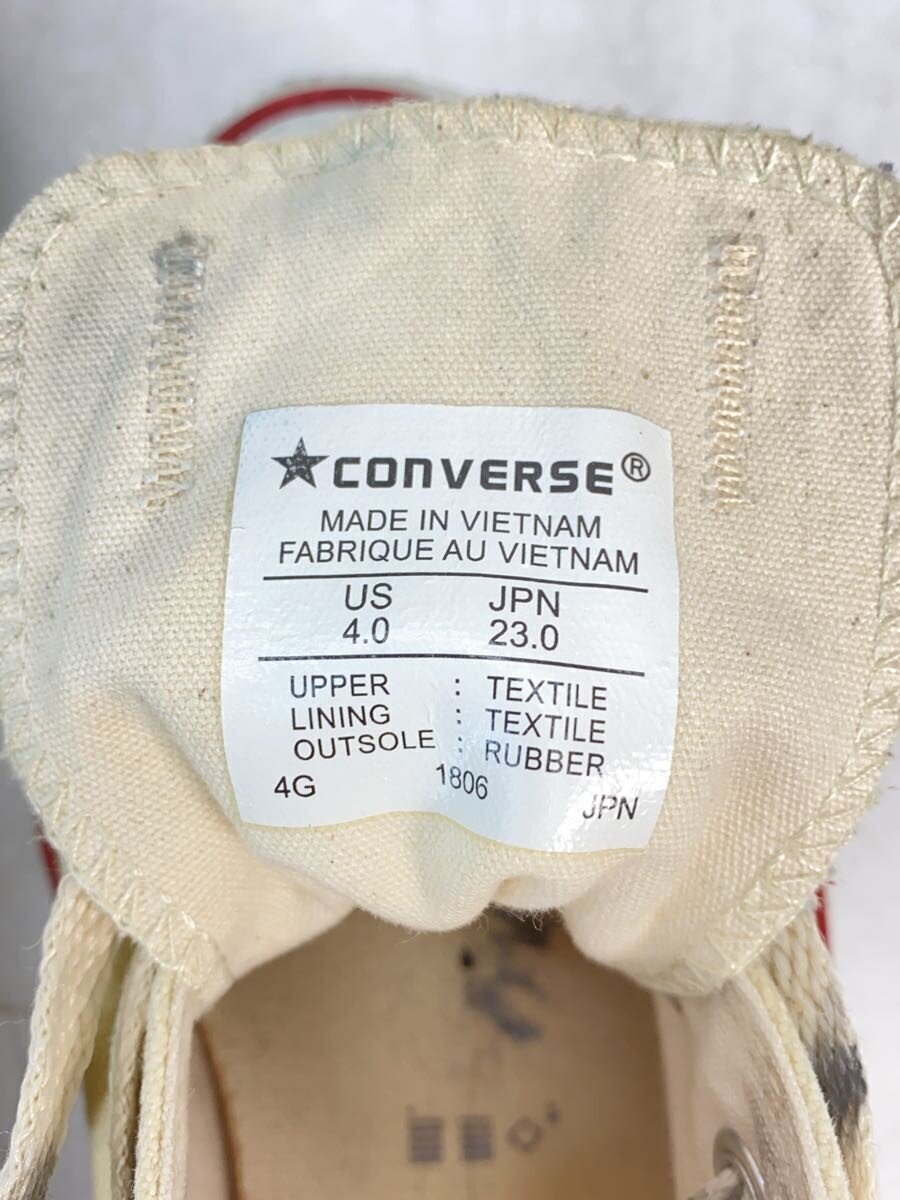 CONVERSE®
MADE IN VIETNAM
FABRIQUE AU VIETNAM
US JPN
4.0 23.0
UPPER : TEXTILE
LINING : TEXTILE
OUTSOLE : RUBBER
4G 1806 JPN